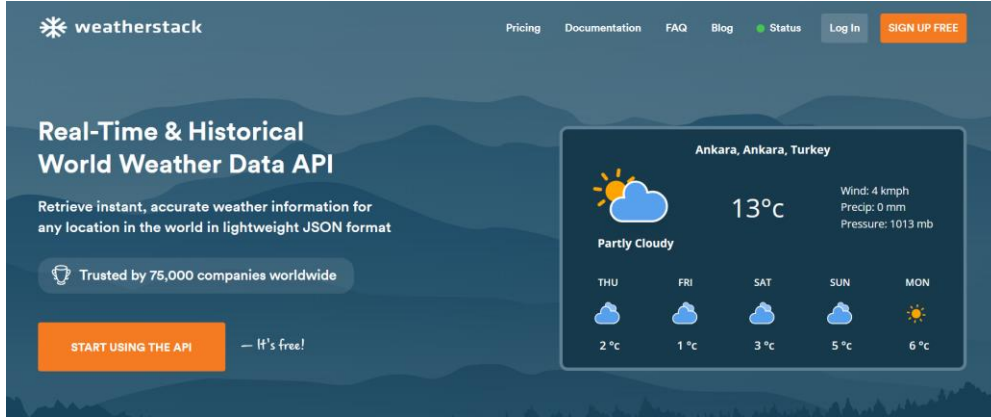 weatherstack
Pricing Documentation FAQ Blog Status Log In SIGN UP FREE
Real-Time & Historical
World Weather Data API
Retrieve instant, accurate weather information for
any location in the world in lightweight JSON format
Trusted by 75,000 companies worldwide
START USING THE API
– It's free!
Ankara, Ankara, Turkey
Partly Cloudy
13°c
Wind: 4 kmph
Precip: 0 mm
Pressure: 1013 mb
THU FRI SAT SUN MON
2 °c 1 °c 3 °c 5 °c 6 °c